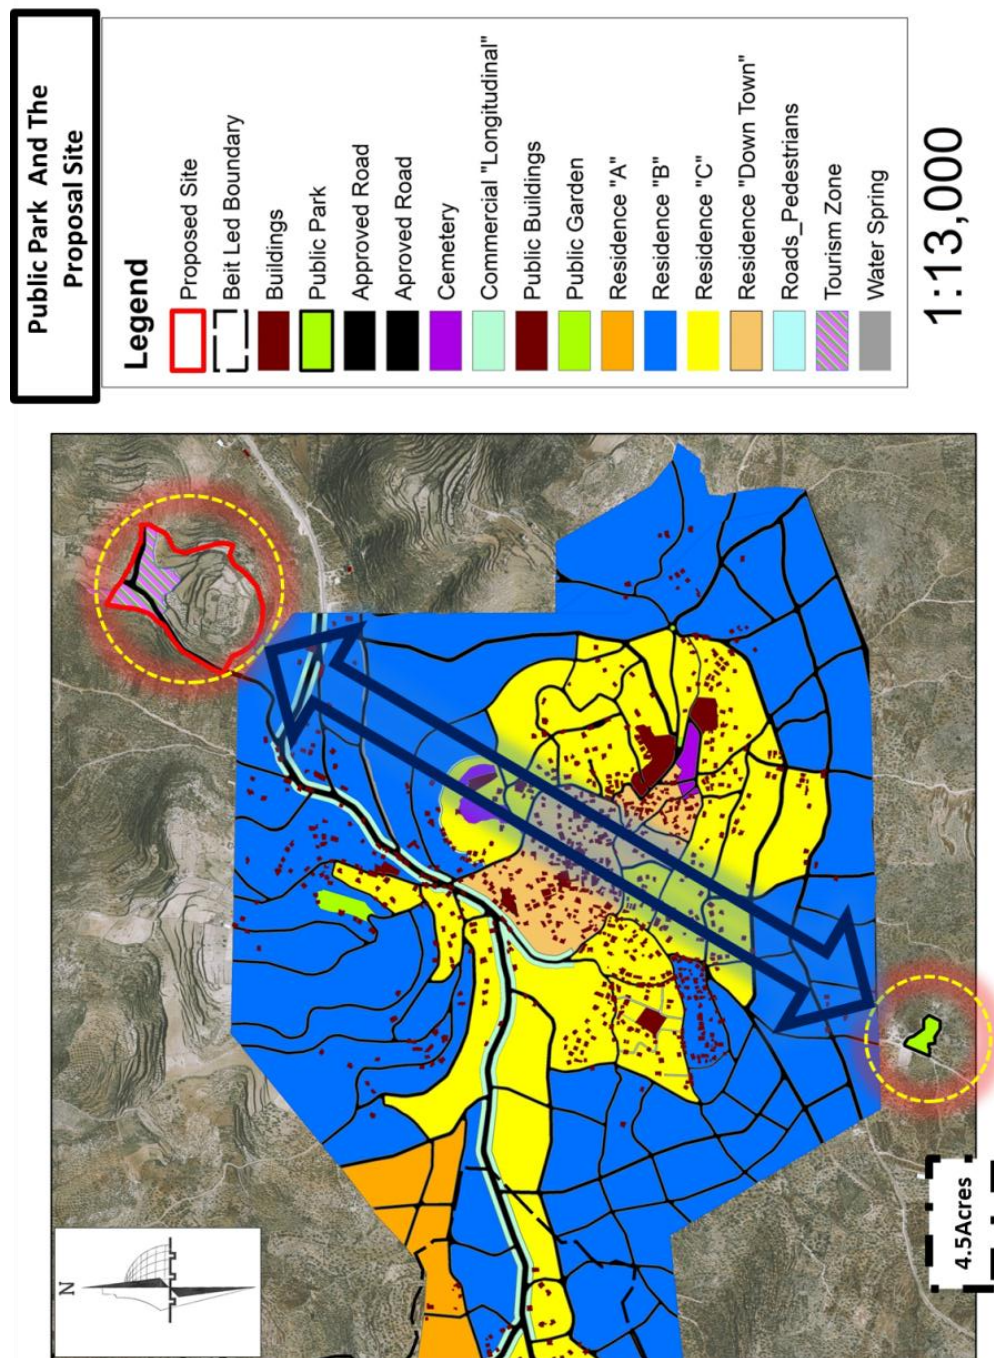 Public Park And The
Proposal Site
Legend
Proposed Site
Beit Led Boundary
Buildings
Public Park
Approved Road
Aproved Road
Cemetery
Commercial "Longitudinal"
Public Buildings
Public Garden
Residence "A"
Residence "B"
Residence "C"
Residence "Down Town"
Roads_Pedestrians
Tourism Zone
Water Spring
1:13,000
N
4.5Acres